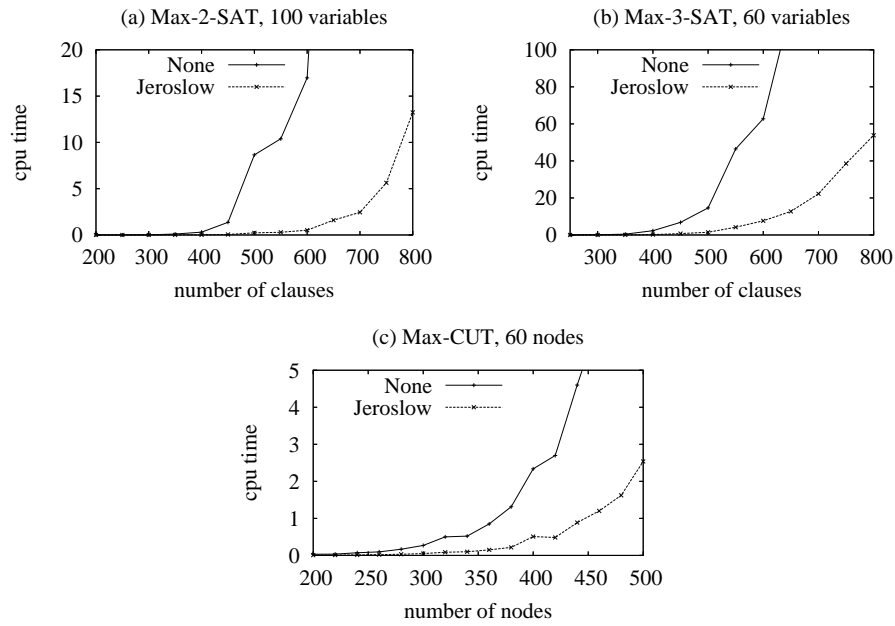 (a) Max-2-SAT, 100 variables
20
15
10
5
0
cpu time
None
Jeroslow
200 300 400 500 600 700 800
number of clauses
(b) Max-3-SAT, 60 variables
100
80
60
40
20
0
cpu time
None
Jeroslow
300 400 500 600 700 800
number of clauses
(c) Max-CUT, 60 nodes
5
4
3
2
1
0
cpu time
None
Jeroslow
200 250 300 350 400 450 500
number of nodes